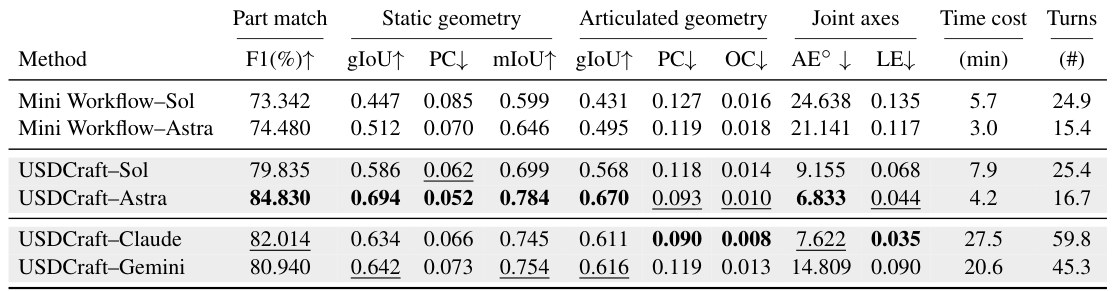 Part match Static geometry Articulated geometry Joint axes Time cost Turns
Method F1(%)↑ gIoU↑ PC↓ mIoU↑ gIoU↑ PC↓ OC↓ AE° ↓ LE↓ (min) (#)
Mini Workflow–Sol 73.342 0.447 0.085 0.599 0.431 0.127 0.016 24.638 0.135 5.7 24.9
Mini Workflow–Astra 74.480 0.512 0.070 0.646 0.495 0.119 0.018 21.141 0.117 3.0 15.4
USDCraft–Sol 79.835 0.586 0.062 0.699 0.568 0.118 0.014 9.155 0.068 7.9 25.4
USDCraft–Astra 84.830 0.694 0.052 0.784 0.670 0.093 0.010 6.833 0.044 4.2 16.7
USDCraft–Claude 82.014 0.634 0.066 0.745 0.611 0.090 0.008 7.622 0.035 27.5 59.8
USDCraft–Gemini 80.940 0.642 0.073 0.754 0.616 0.119 0.013 14.809 0.090 20.6 45.3